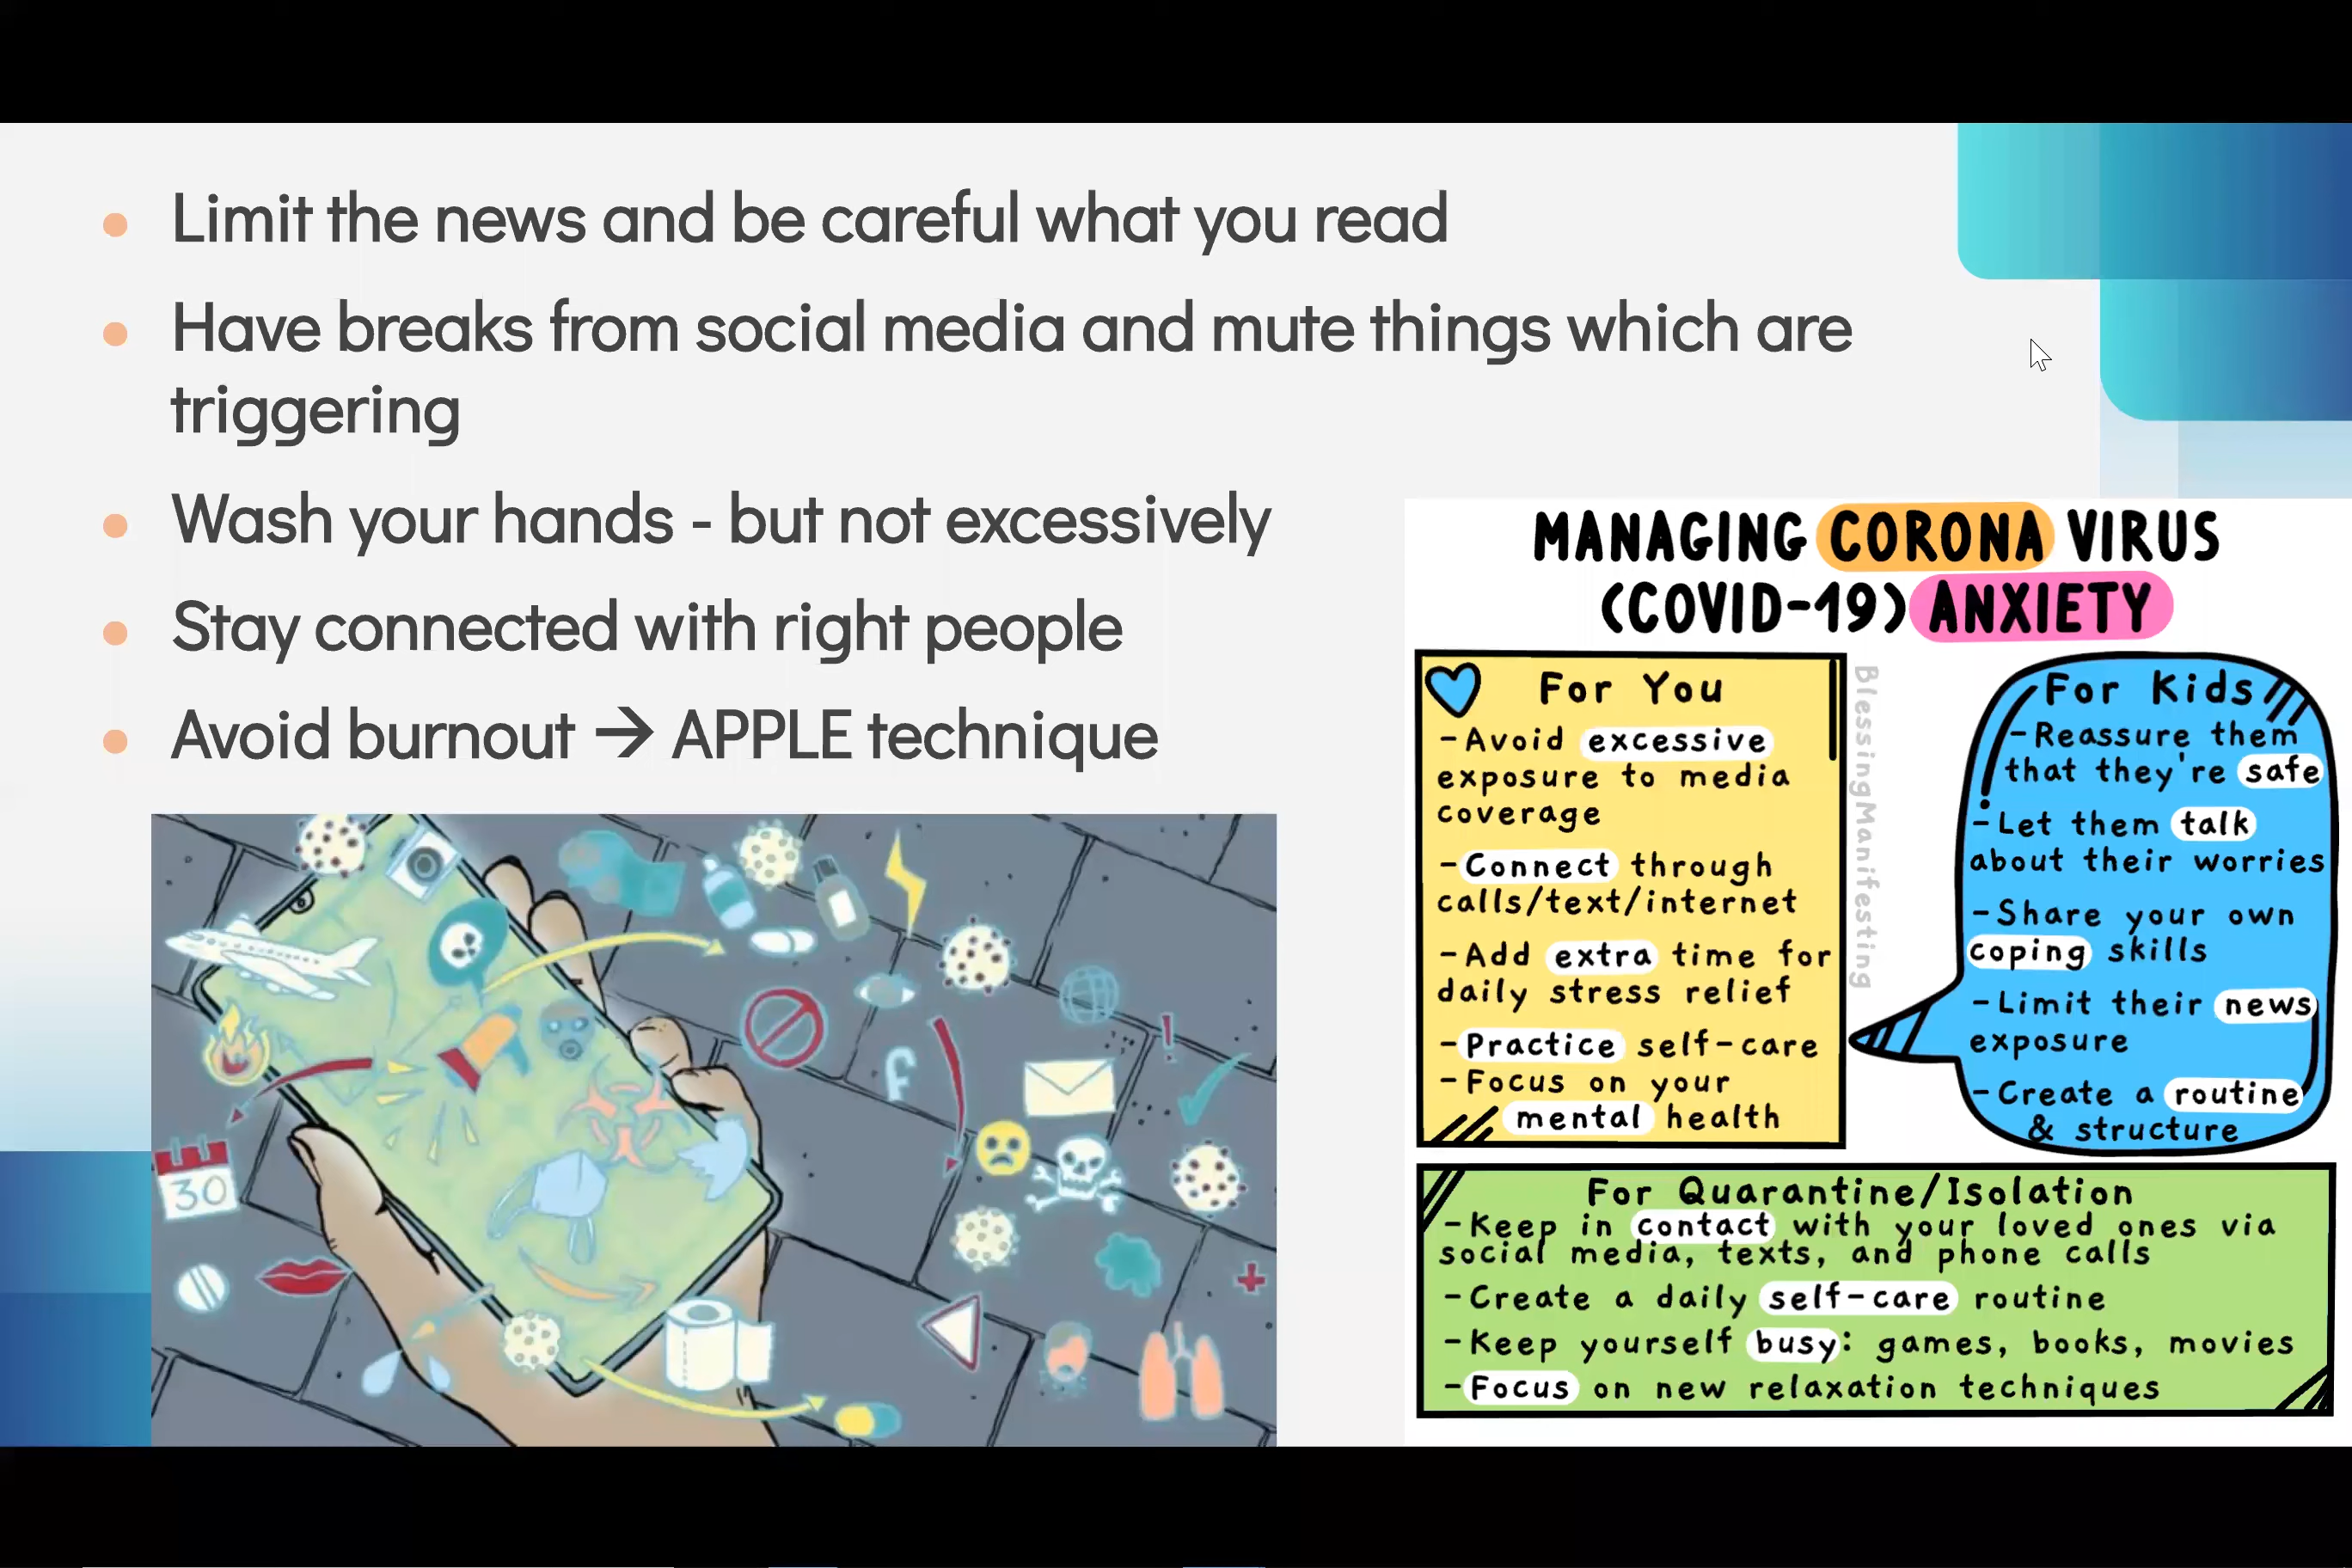 Limit the news and be careful what you read
Have breaks from social media and mute things which are
triggering
Wash your hands - but not excessively
Stay connected with right people
Avoid burnout → APPLE technique
30
f
!
MANAGING CORONA VIRUS
(COVID-19) ANXIETY
For You
-Avoid excessive
exposure to media
coverage
-Connect through
calls/text/internet
-Add extra time for
daily stress relief
-Practice self-care
-Focus on your
mental health
BlessingManifesting
For Kids
-Reassure them
that they're safe
-Let them talk
about their worries
-Share your own
coping skills
-Limit their news
exposure
-Create a routine
& structure
For Quarantine/Isolation
-Keep in contact with your loved ones via
social media, texts, and phone calls
-Create a daily self-care routine
-Keep yourself busy: games, books, movies
-Focus on new relaxation techniques